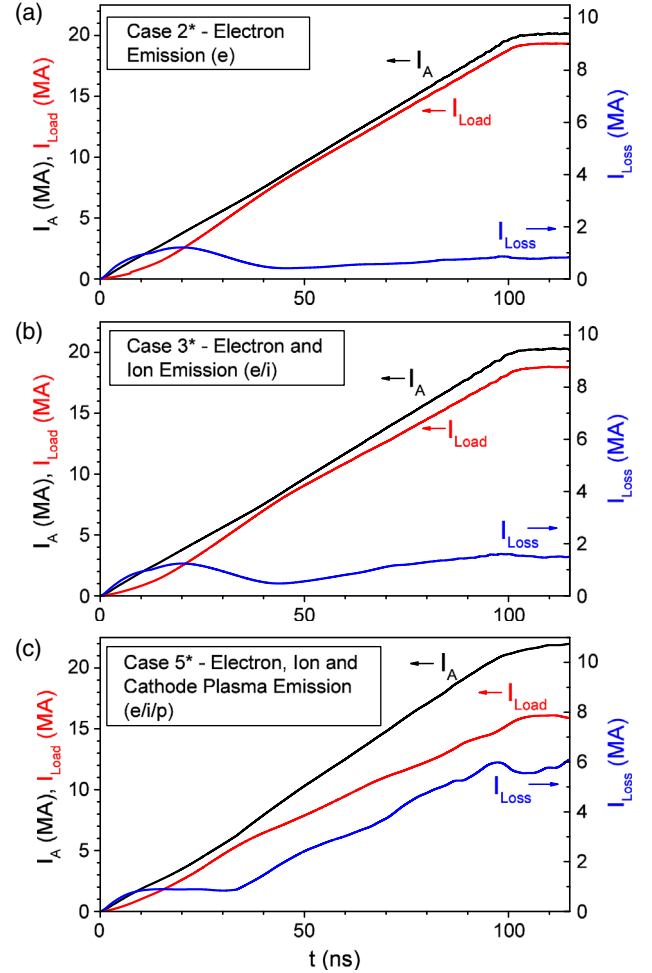 (a)
Case 2* - Electron
Emission (e)
I_A
I_Load
I_Loss
I_A (MA), I_Load (MA)
I_Loss (MA)
20
15
10
5
0
10
8
6
4
2
0
0 50 100
(b)
Case 3* - Electron and
Ion Emission (e/i)
I_A
I_Load
I_Loss
I_A (MA), I_Load (MA)
I_Loss (MA)
20
15
10
5
0
10
8
6
4
2
0
0 50 100
(c)
Case 5* - Electron, Ion and
Cathode Plasma Emission
(e/i/p)
I_A
I_Load
I_Loss
I_A (MA), I_Load (MA)
I_Loss (MA)
20
15
10
5
0
10
8
6
4
2
0
0 50 100
t (ns)